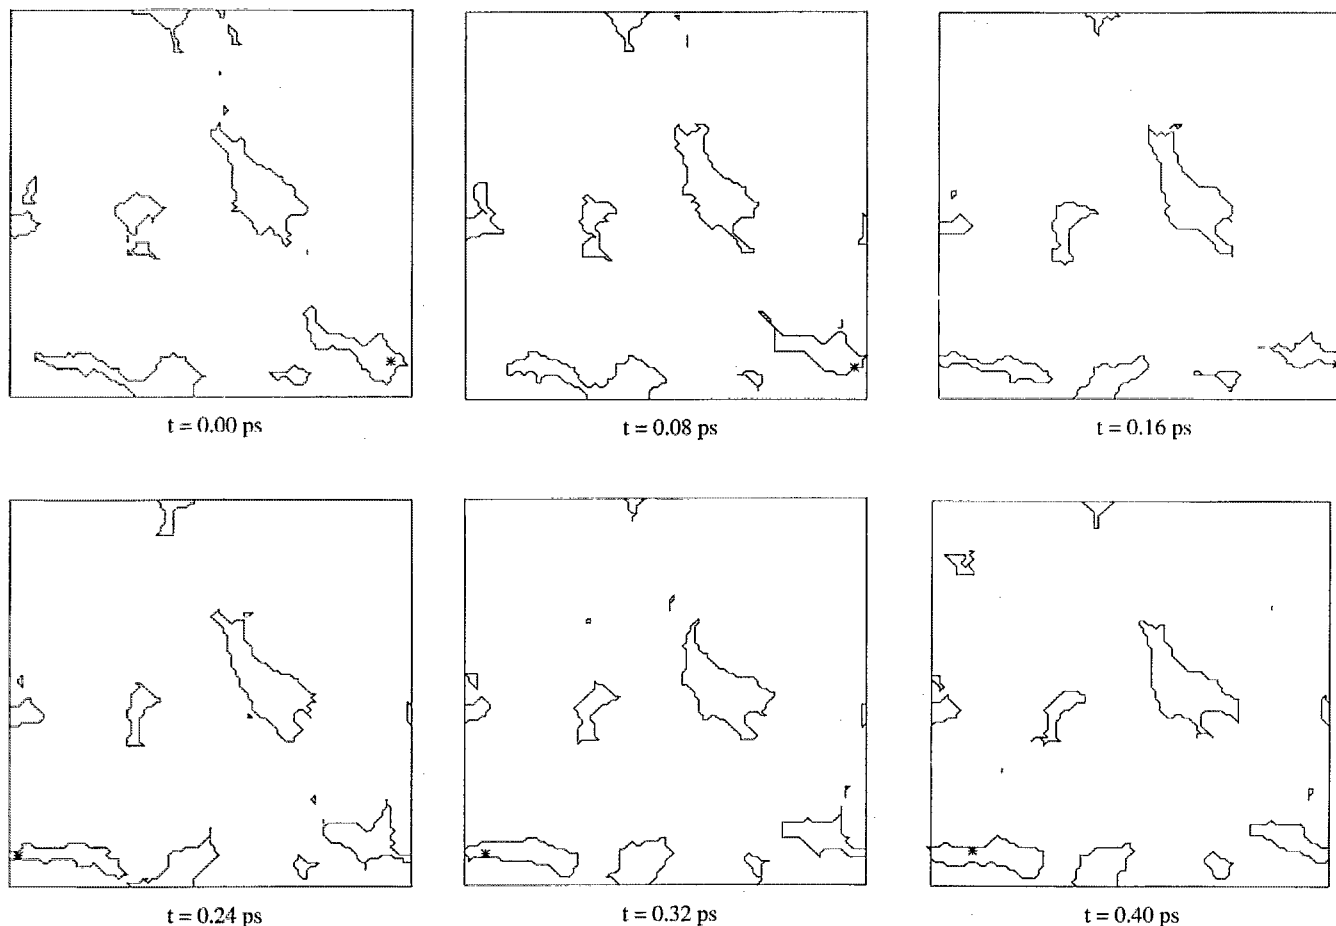 t = 0.00 ps
t = 0.08 ps
t = 0.16 ps
t = 0.24 ps
t = 0.32 ps
t = 0.40 ps